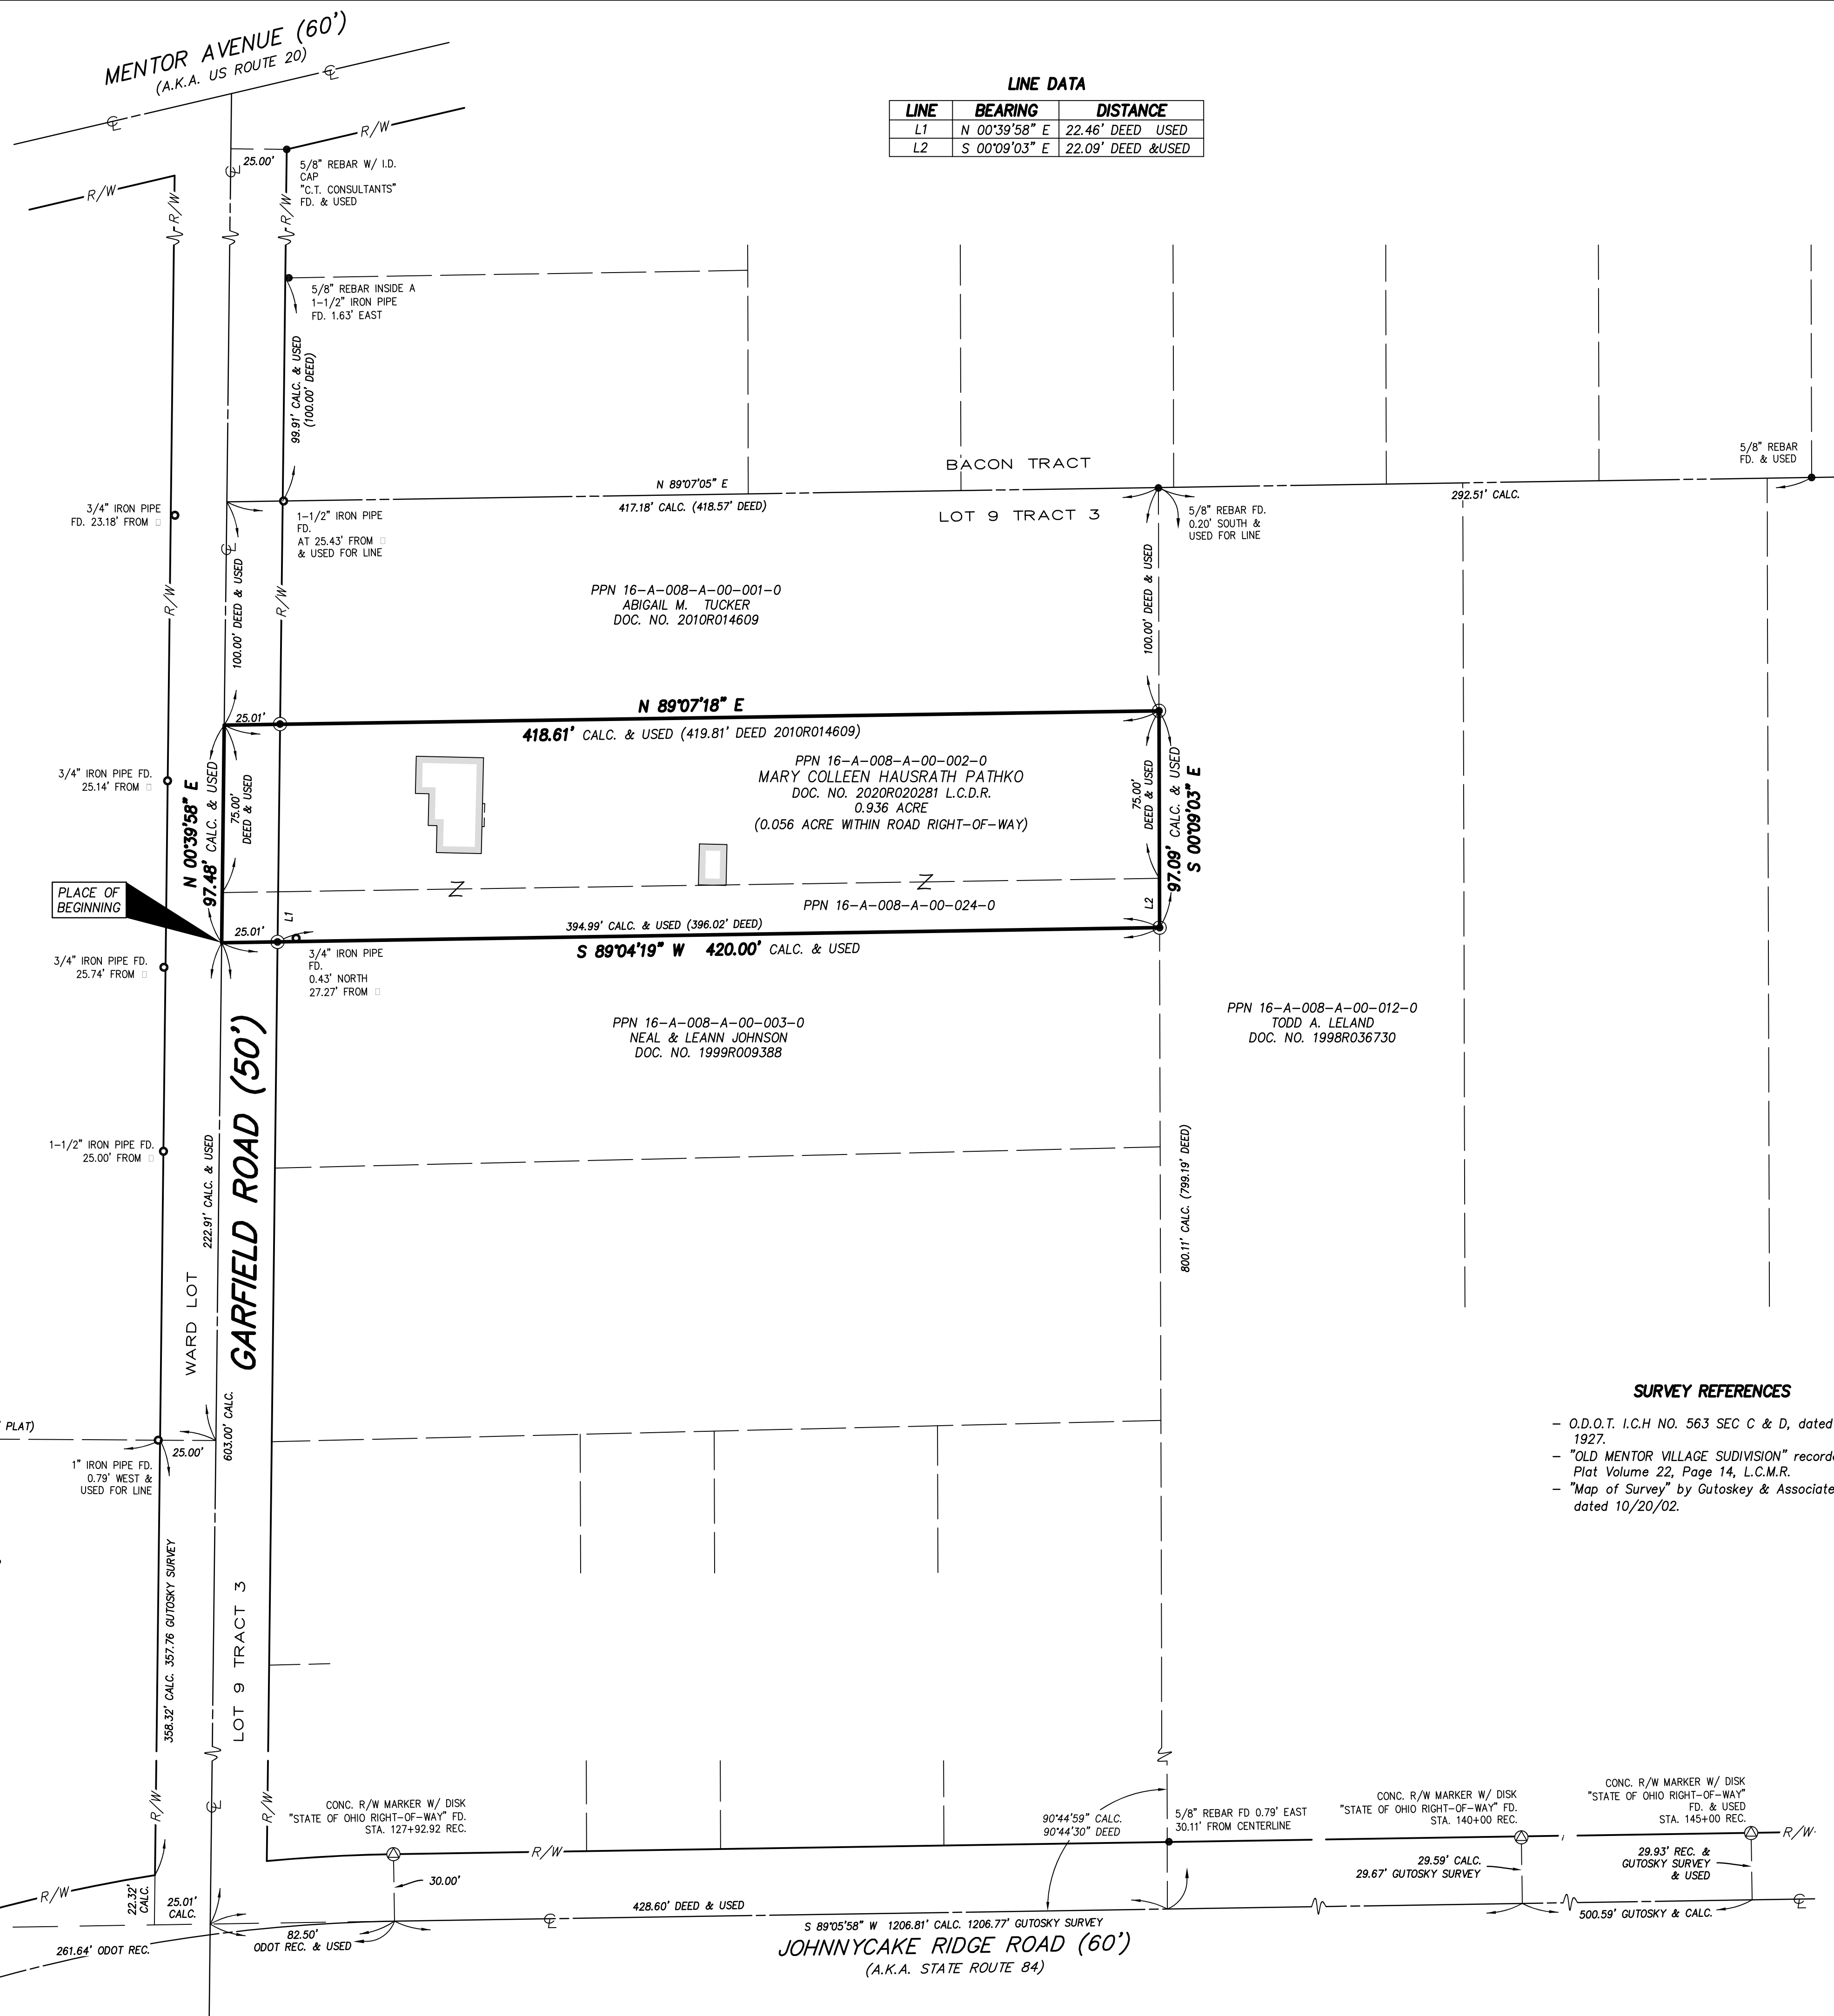 MENTOR AVENUE (60')
(A.K.A. US ROUTE 20)
LINE DATA
LINE BEARING DISTANCE
L1 N 00°39'58" E 22.46' DEED USED
L2 S 00°09'03" E 22.09' DEED &USED
R/W
R/W
R/W
R/W
25.00'
5/8" REBAR W/ I.D.
CAP
"C.T. CONSULTANTS"
FD. & USED
5/8" REBAR INSIDE A
1-1/2" IRON PIPE
FD. 1.63' EAST
99.91' CALC. & USED
(100.00' DEED)
BACON TRACT
5/8" REBAR
FD. & USED
N 89°07'05" E
417.18' CALC. (418.57' DEED)
292.51' CALC.
LOT 9 TRACT 3
3/4" IRON PIPE
FD. 23.18' FROM
1-1/2" IRON PIPE
FD.
AT 25.43' FROM
& USED FOR LINE
5/8" REBAR FD.
0.20' SOUTH &
USED FOR LINE
R/W
R/W
100.00' DEED & USED
100.00' DEED & USED
PPN 16-A-008-A-00-001-0
ABIGAIL M. TUCKER
DOC. NO. 2010R014609
25.01'
N 89°07'18" E
418.61' CALC. & USED (419.81' DEED 2010R014609)
3/4" IRON PIPE FD.
25.14' FROM
N 00°39'58" E
97.48' CALC. & USED
75.00'
DEED & USED
PPN 16-A-008-A-00-002-0
MARY COLLEEN HAUSRATH PATHKO
DOC. NO. 2020R020281 L.C.D.R.
0.936 ACRE
(0.056 ACRE WITHIN ROAD RIGHT-OF-WAY)
75.00'
DEED & USED
97.09' CALC. & USED
S 00°09'03" E
PLACE OF
BEGINNING
Z
Z
PPN 16-A-008-A-00-024-0
L1
L2
25.01'
394.99' CALC. & USED (396.02' DEED)
S 89°04'19" W 420.00' CALC. & USED
3/4" IRON PIPE FD.
25.74' FROM
3/4" IRON PIPE
FD.
0.43' NORTH
27.27' FROM
PPN 16-A-008-A-00-003-0
NEAL & LEANN JOHNSON
DOC. NO. 1999R009388
PPN 16-A-008-A-00-012-0
TODD A. LELAND
DOC. NO. 1998R036730
1-1/2" IRON PIPE FD.
25.00' FROM
222.91' CALC. & USED
GARFIELD ROAD (50')
800.11' CALC. (799.19' DEED)
WARD LOT
SURVEY REFERENCES
- O.D.O.T. I.C.H NO. 563 SEC C & D, dated
1927.
- "OLD MENTOR VILLAGE SUDIVISION" recorde
Plat Volume 22, Page 14, L.C.M.R.
- "Map of Survey" by Gutoskey & Associate
dated 10/20/02.
PLAT)
25.00'
603.00' CALC.
1" IRON PIPE FD.
0.79' WEST &
USED FOR LINE
358.32' CALC. 357.76 GUTOSKY SURVEY
LOT 9 TRACT 3
R/W
R/W
CONC. R/W MARKER W/ DISK
"STATE OF OHIO RIGHT-OF-WAY" FD.
STA. 127+92.92 REC.
90°44'59" CALC.
90°44'30" DEED
5/8" REBAR FD 0.79' EAST
30.11' FROM CENTERLINE
CONC. R/W MARKER W/ DISK
"STATE OF OHIO RIGHT-OF-WAY" FD.
STA. 140+00 REC.
CONC. R/W MARKER W/ DISK
"STATE OF OHIO RIGHT-OF-WAY"
FD. & USED
STA. 145+00 REC.
R/W
R/W
R/W
30.00'
29.59' CALC.
29.67' GUTOSKY SURVEY
29.93' REC. &
GUTOSKY SURVEY
& USED
22.32'
CALC.
25.01'
CALC.
428.60' DEED & USED
500.59' GUTOSKY & CALC.
S 89°05'58" W 1206.81' CALC. 1206.77' GUTOSKY SURVEY
261.64' ODOT REC.
82.50'
ODOT REC. & USED
JOHNNYCAKE RIDGE ROAD (60')
(A.K.A. STATE ROUTE 84)